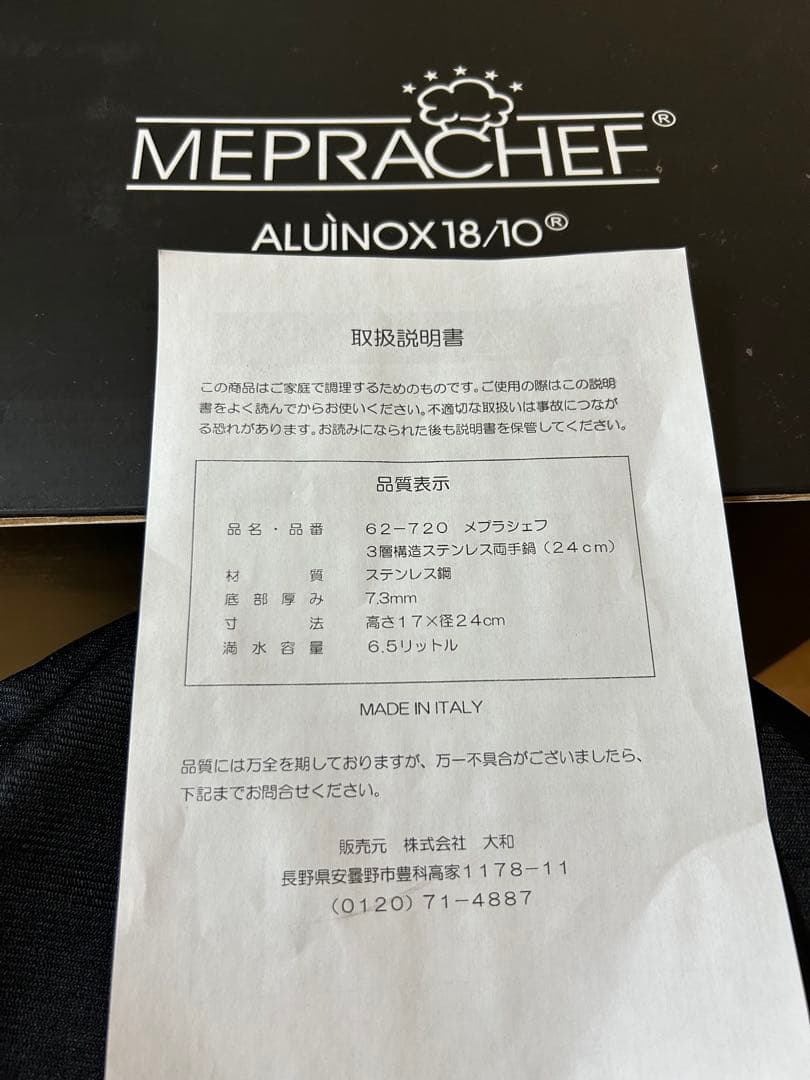 MEPRACHEF®
ALUÌNOX 18/10®
取扱説明書
この商品はご家庭で調理するためのものです。ご使用の際はこの説明
書をよく読んでからお使いください。不適切な取扱いは事故につなが
る恐れがあります。お読みになられた後も説明書を保管してください。
品質表示
品名・品番 62-720 メプラシェフ
3層構造ステンレス両手鍋(24cm)
材質 ステンレス鋼
底部厚み 7.3mm
寸法 高さ17×径24cm
満水容量 6.5リットル
MADE IN ITALY
品質には万全を期しておりますが、万一不具合がございましたら、
下記までお問合せください。
販売元 株式会社 大和
長野県安曇野市豊科高家1178-11
(0120)71-4887